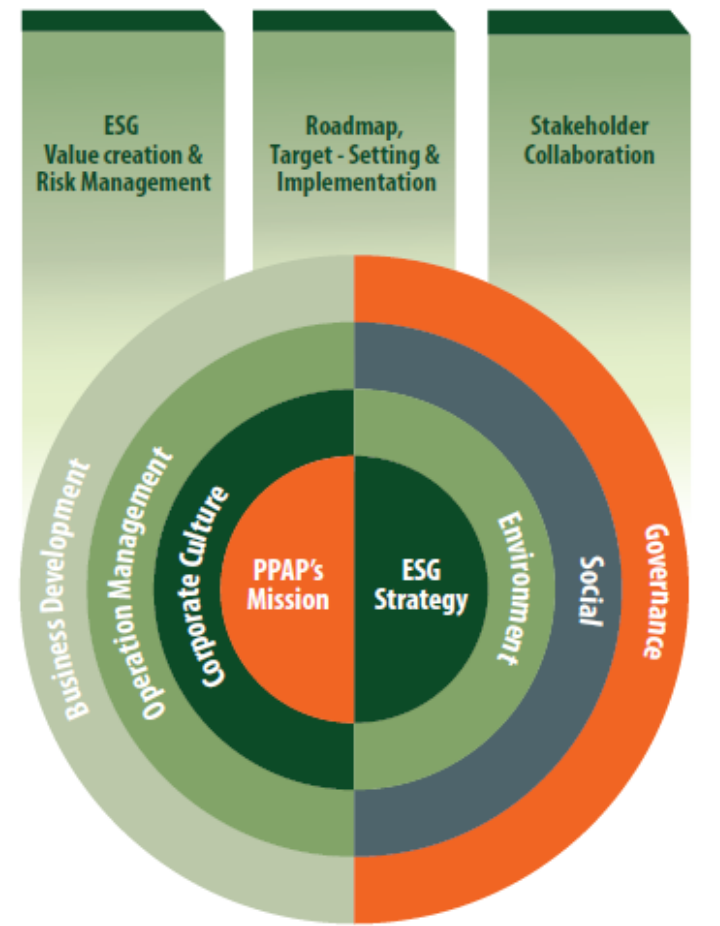 ESG
Value creation &
Risk Management
Roadmap,
Target - Setting &
Implementation
Stakeholder
Collaboration
Business Development
Operation Management
Corporate Culture
PPAP's
Mission
ESG
Strategy
Environment
Social
Governance